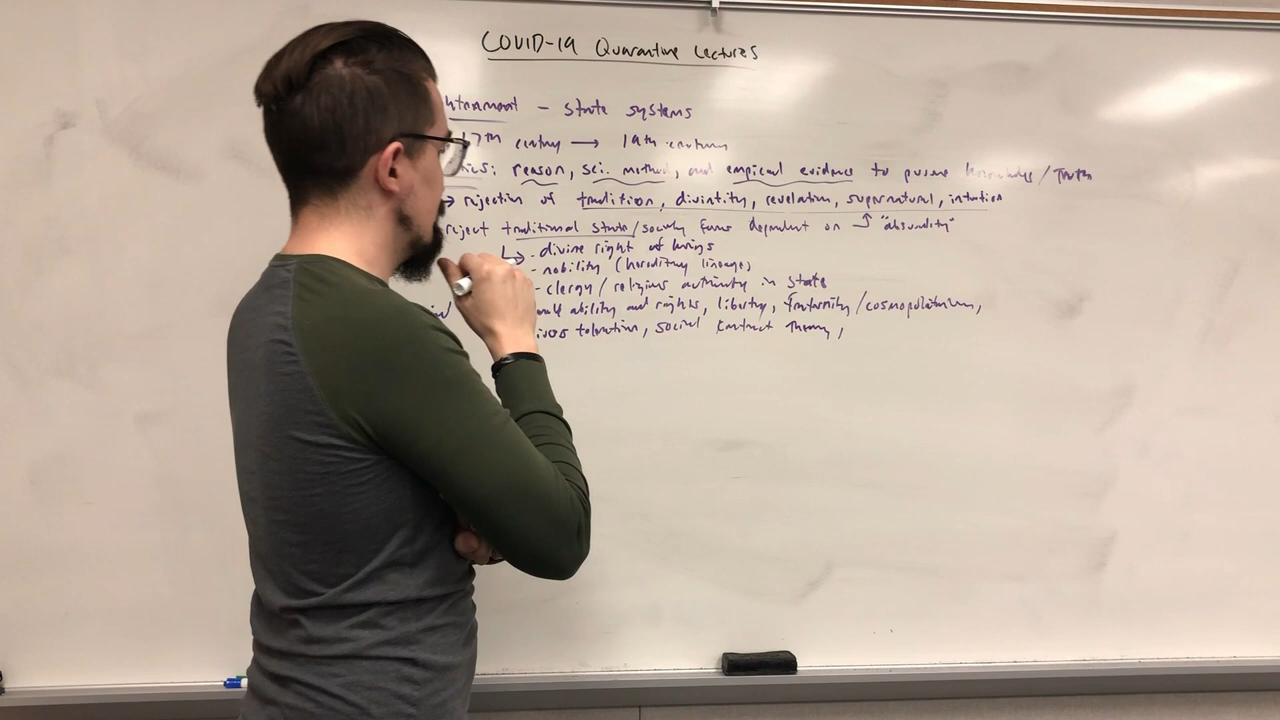 COVID-19 Quarantine Lectures
- state systems
17th century → 19th century
: reason, sci. method, and empirical evidence to pursue knowledge/Truth
→ rejection of tradition, divinity, revelation, supernatural, intuition
reject traditional state/society forms dependent on ↑ "absurdity"
↳ - divine right of kings
- nobility (hereditary lineage)
- clergy/religious authority in state
ability and rights, liberty, fraternity/cosmopolitanism,
toleration, social contract theory,